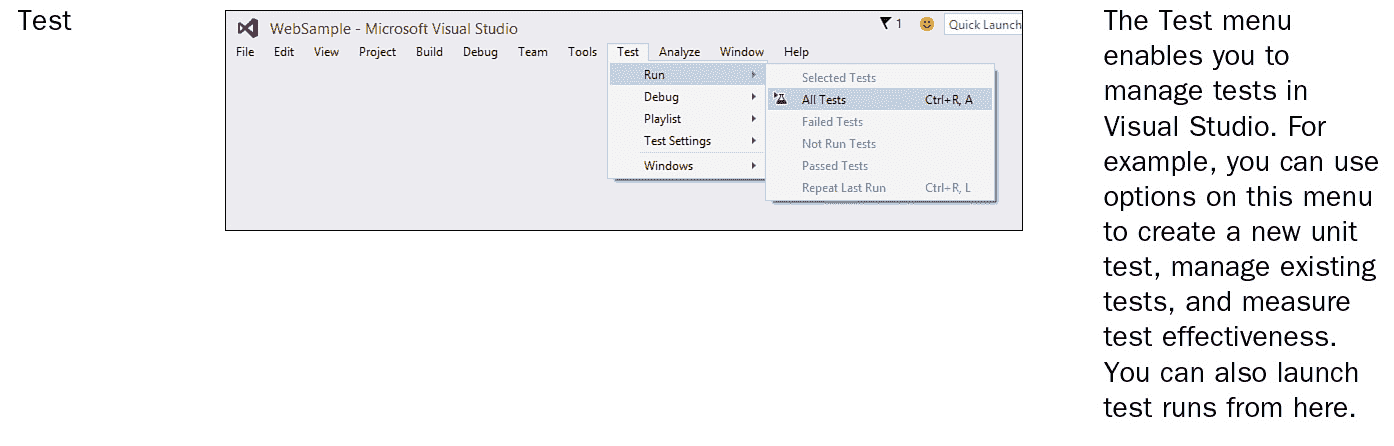 Test
WebSample - Microsoft Visual Studio
1
Quick Launch
File Edit View Project Build Debug Team Tools Test Analyze Window Help
Run
Debug
Playlist
Test Settings
Windows
Selected Tests
All Tests Ctrl+R, A
Failed Tests
Not Run Tests
Passed Tests
Repeat Last Run Ctrl+R, L
The Test menu
enables you to
manage tests in
Visual Studio. For
example, you can use
options on this menu
to create a new unit
test, manage existing
tests, and measure
test effectiveness.
You can also launch
test runs from here.